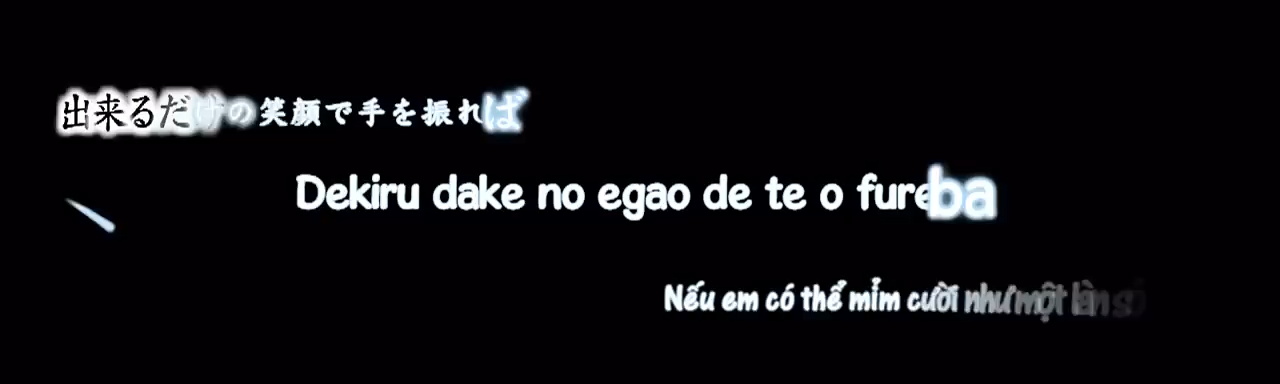 出来るだけの笑顔で手を振れば
Dekiru dake no egao de te o fureba
Nếu em có thể mỉm cười như một làn